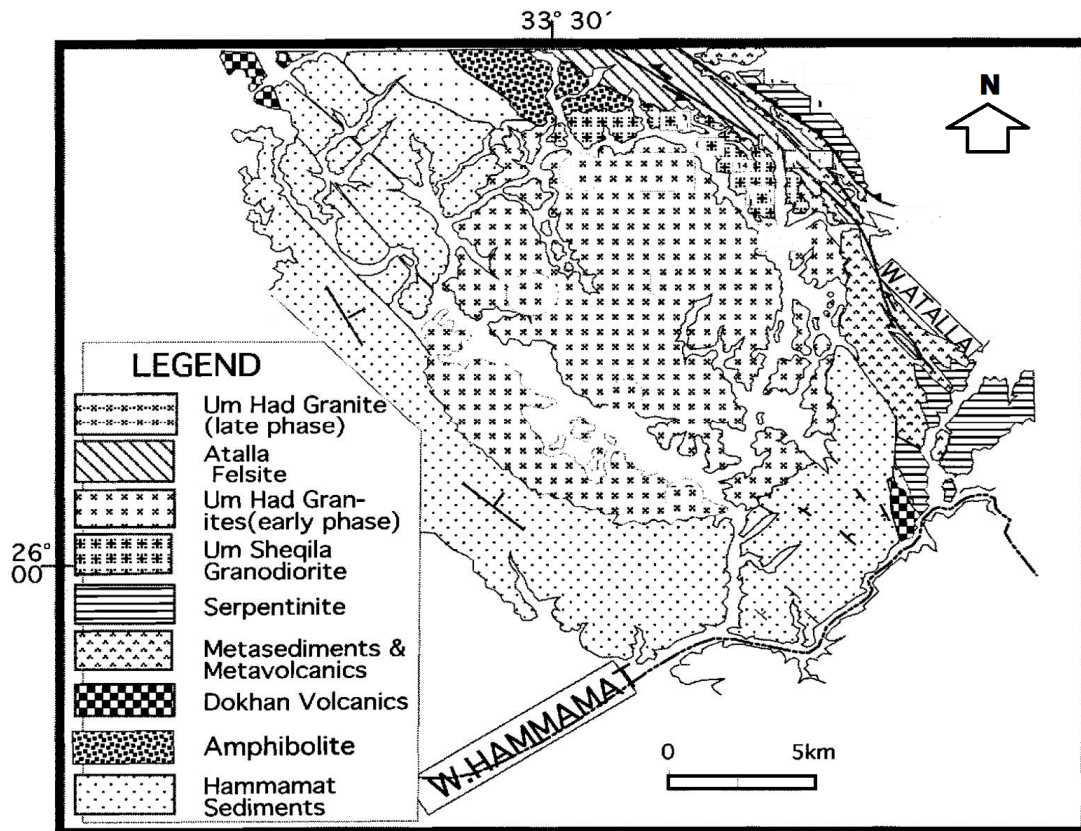 33° 30´
N
W.ATALLA
LEGEND
Um Had Granite
(late phase)
Atalla
Felsite
Um Had Gran-
ites(early phase)
26°
00
Um Sheqila
Granodiorite
Serpentinite
Metasediments &
Metavolcanics
Dokhan Volcanics
Amphibolite
Hammamat
Sediments
W.HAMMAMAT
0 5km